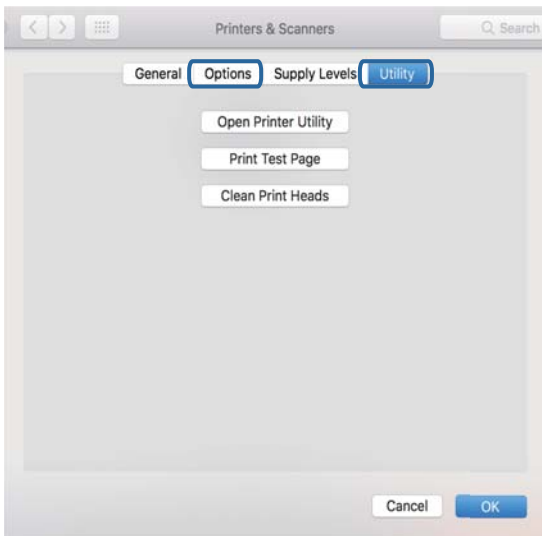 Printers & Scanners Search
General Options Supply Levels Utility
Open Printer Utility
Print Test Page
Clean Print Heads
Cancel OK